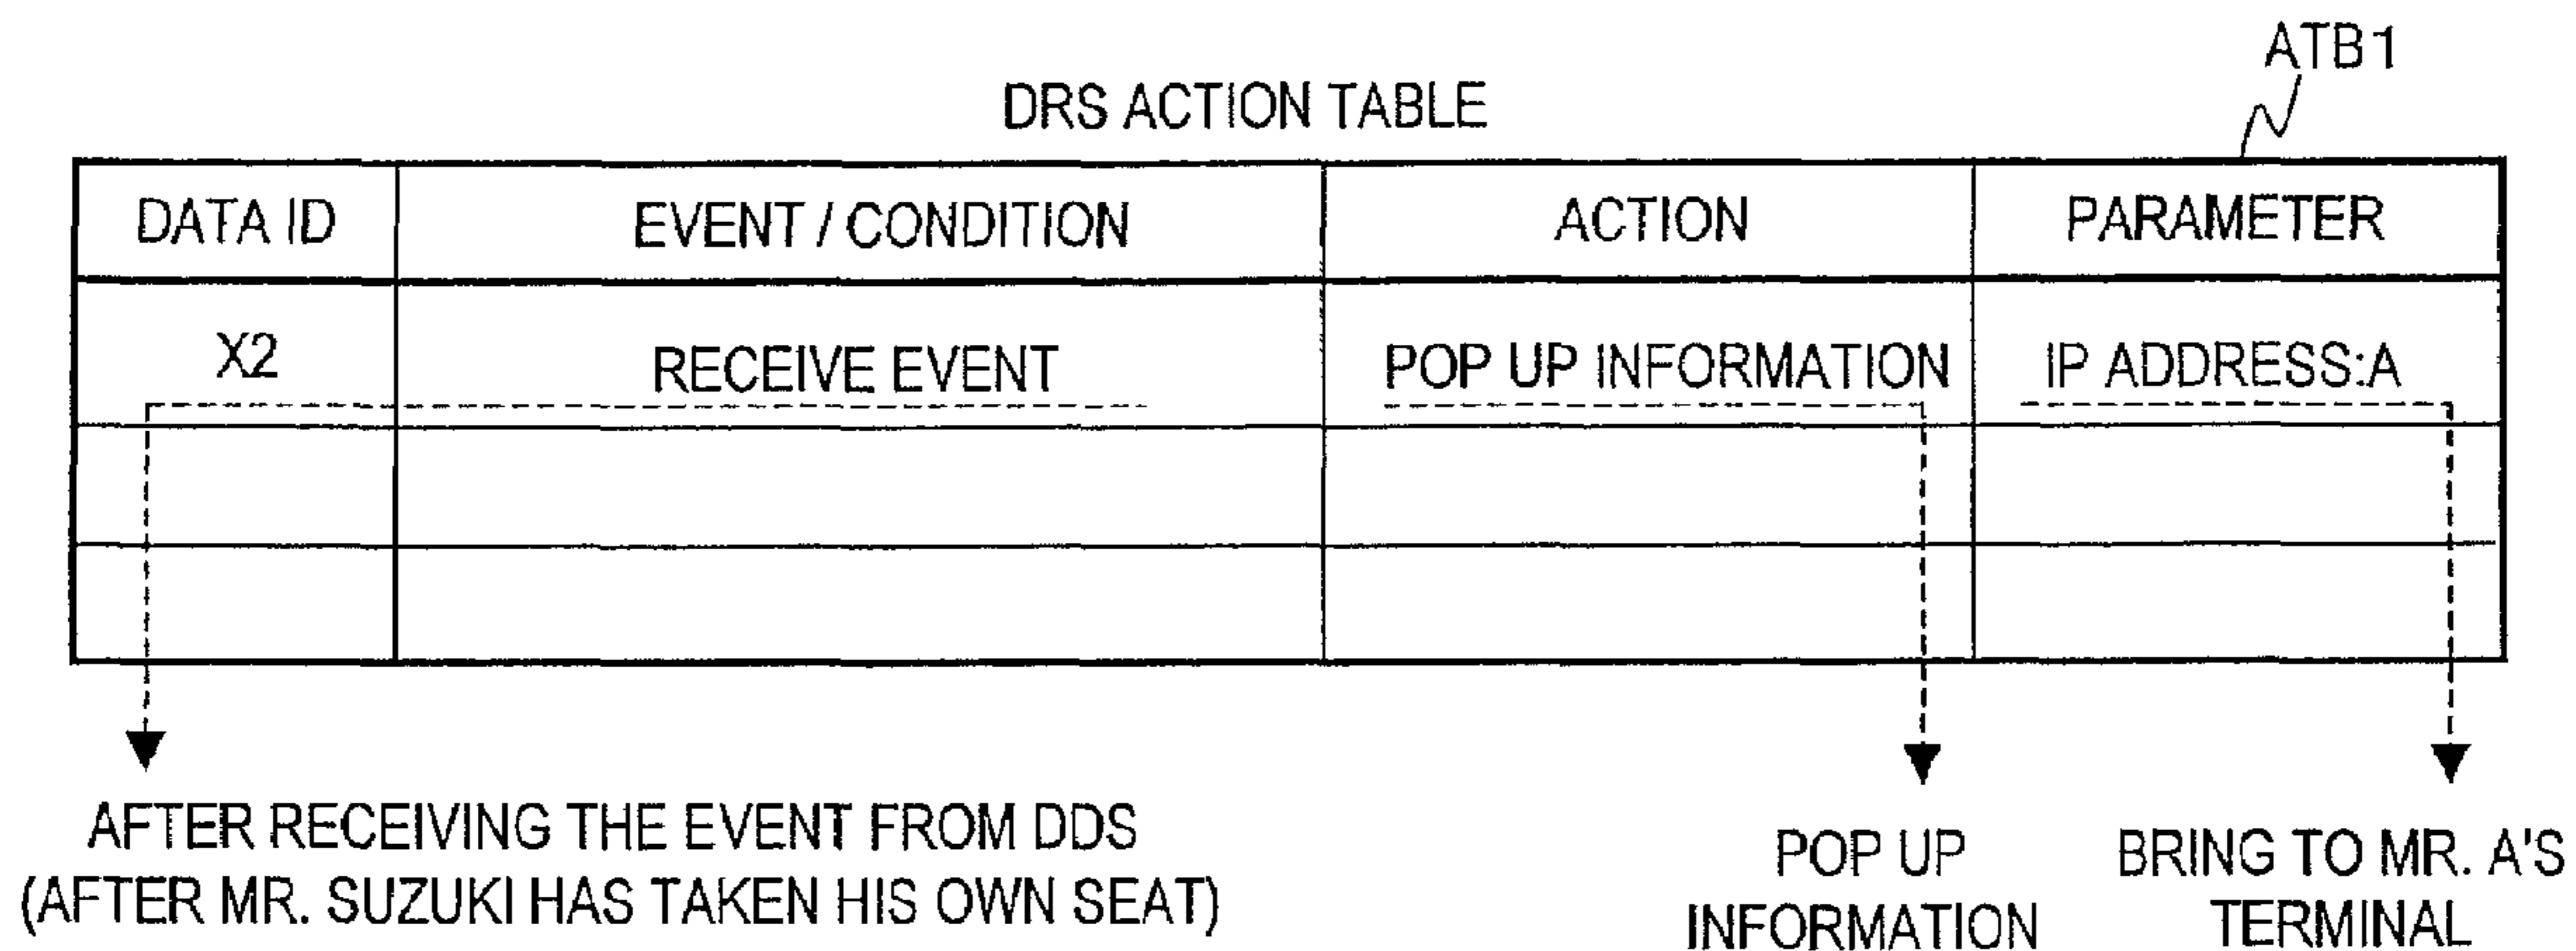 ATB1
DRS ACTION TABLE
DATA ID EVENT / CONDITION ACTION PARAMETER
X2 RECEIVE EVENT POP UP INFORMATION IP ADDRESS:A
AFTER RECEIVING THE EVENT FROM DDS
(AFTER MR. SUZUKI HAS TAKEN HIS OWN SEAT)
POP UP
INFORMATION
BRING TO MR. A'S
TERMINAL